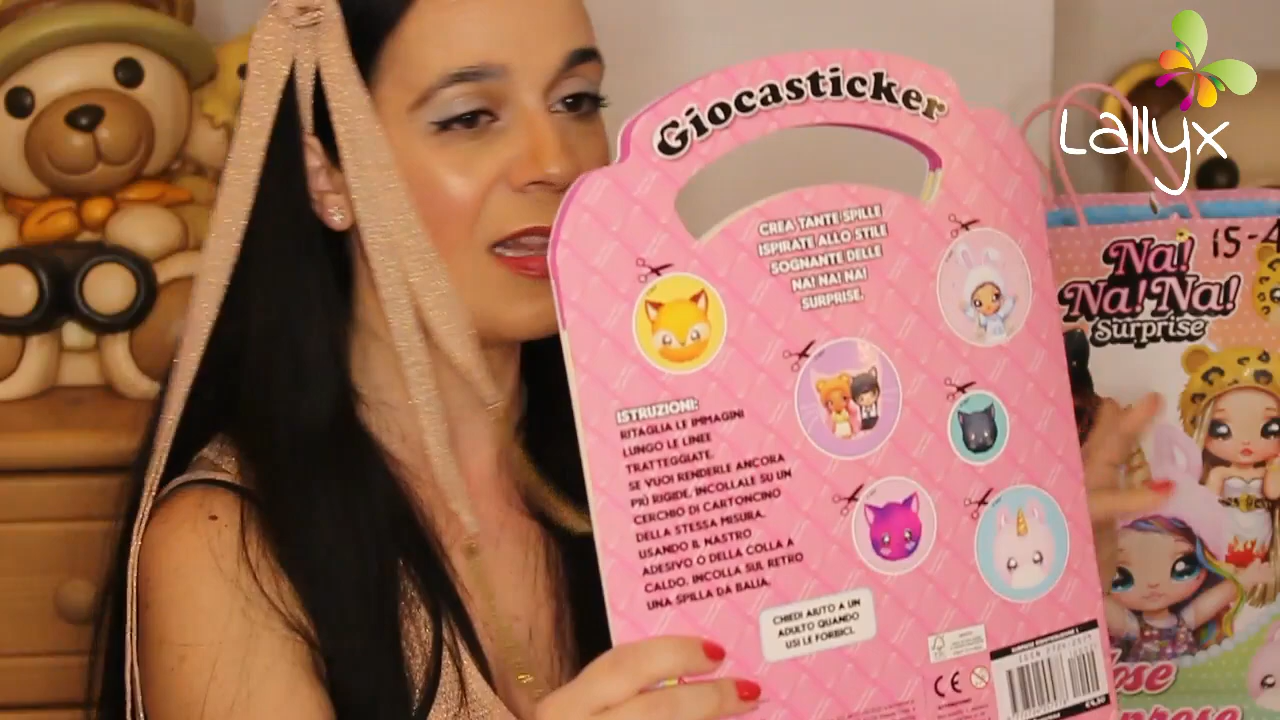 Giocasticker
CREA TANTE SPILLE
ISPIRATE ALLO STILE
SOGNANTE DELLE
NA! NA! NA!
SURPRISE.
ISTRUZIONI:
RITAGLIA LE IMMAGINI
LUNGO LE LINEE
TRATTEGGIATE.
SE VUOI RENDERLE ANCORA
PIÙ RIGIDE, INCOLLALE SU UN
CERCHIO DI CARTONCINO
DELLA STESSA MISURA.
USANDO IL NASTRO
ADESIVO O DELLA COLLA A
CALDO, INCOLLA SUL RETRO
UNA SPILLA DA BALIA.
CHIEDI AIUTO A UN
ADULTO QUANDO
USI LE FORBICI.
CE
Lallyx
15-4
Na!
Na! Na!
Surprise